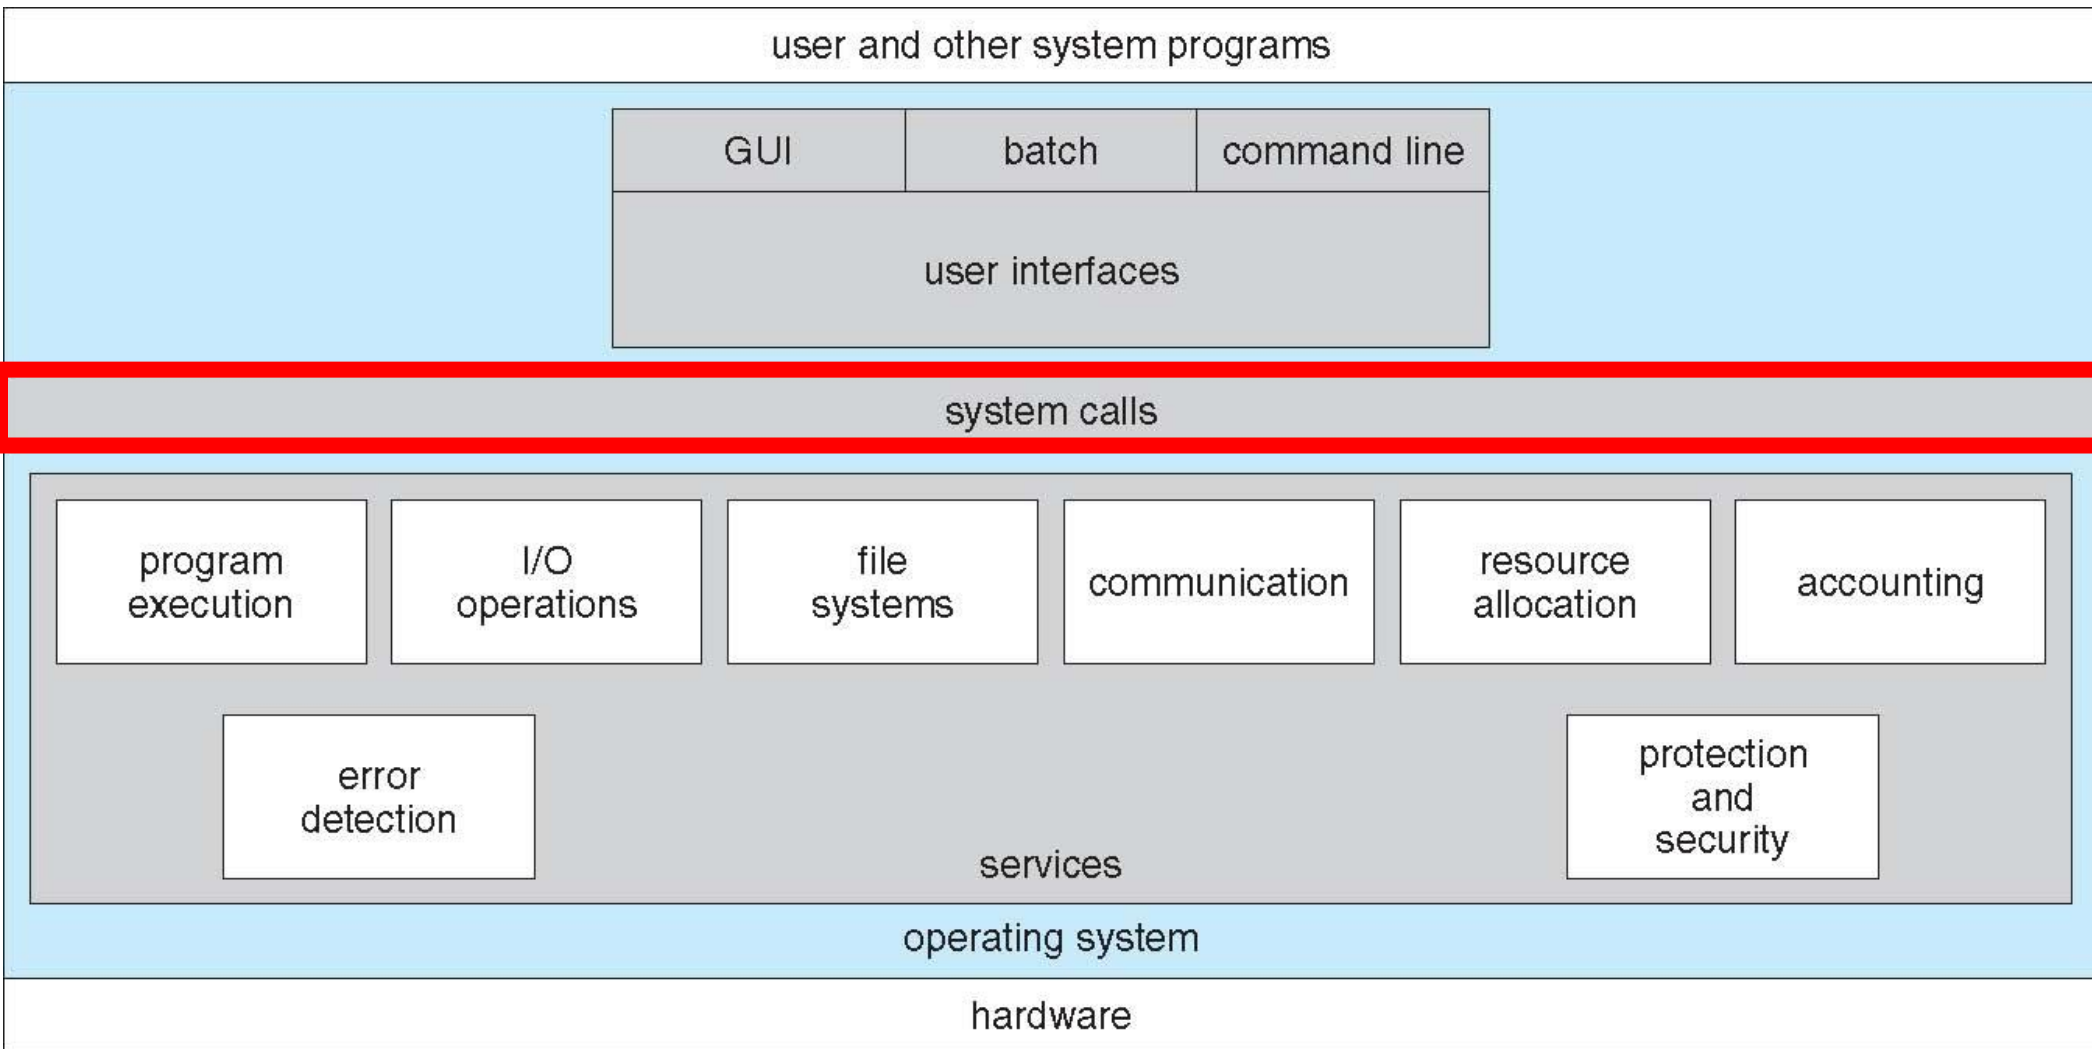 user and other system programs
GUI
batch
command line
user interfaces
system calls
program
execution
I/O
operations
file
systems
communication
resource
allocation
accounting
error
detection
protection
and
security
services
operating system
hardware